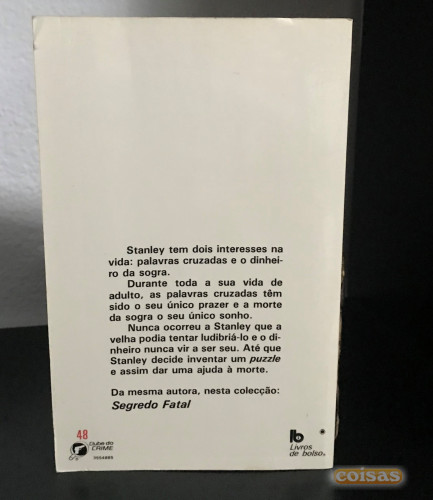 Stanley tem dois interesses na
vida: palavras cruzadas e o dinhei-
ro da sogra.
Durante toda a sua vida de
adulto, as palavras cruzadas têm
sido o seu único prazer e a morte
da sogra o seu único sonho.
Nunca ocorreu a Stanley que a
velha podia tentar ludibriá-lo e o di-
nheiro nunca vir a ser seu. Até que
Stanley decide inventar um puzzle
e assim dar uma ajuda à morte.
Da mesma autora, nesta colecção:
Segredo Fatal
48
clube do
CRIME
Livros
de bolso
coisas